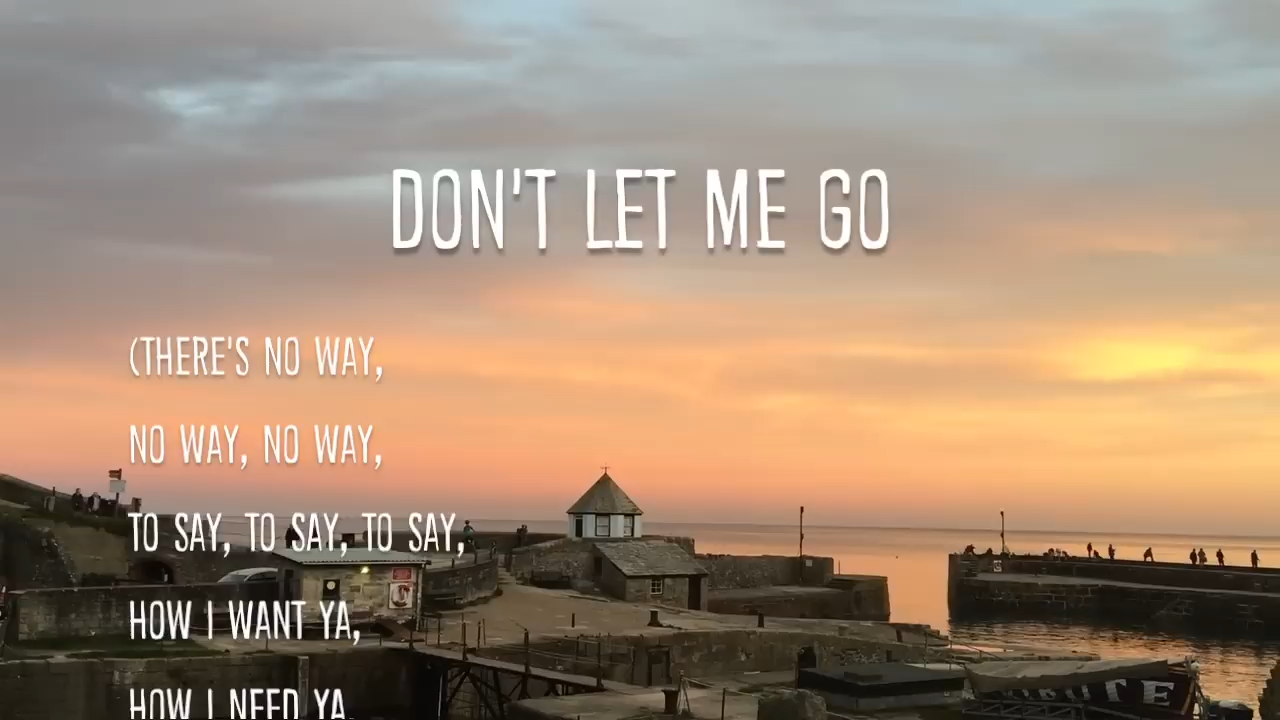 DON'T LET ME GO
(THERE'S NO WAY,
NO WAY, NO WAY,
TO SAY, TO SAY, TO SAY,
HOW I WANT YA,
HOW I NEED YA,